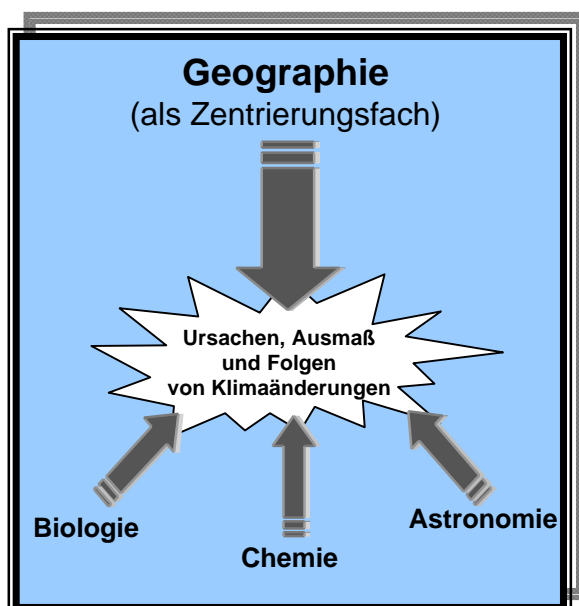 Geographie
(als Zentrierungsfach)
Ursachen, Ausmaß
und Folgen
von Klimaänderungen
Biologie
Chemie
Astronomie